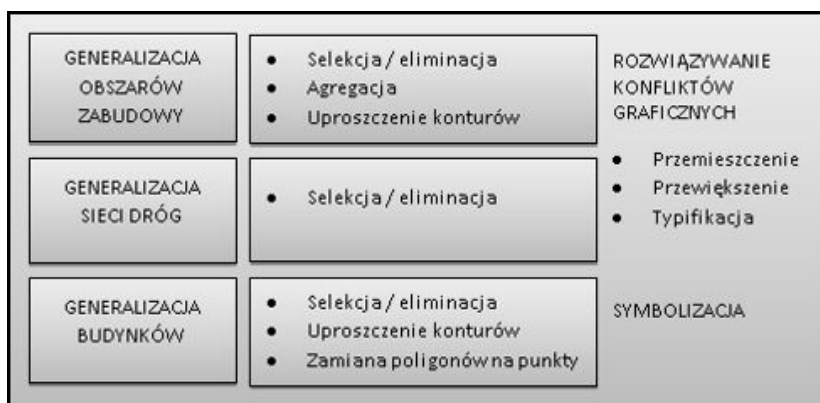 GENERALIZACJA
OBSZARÓW
ZABUDOWY
● Selekcja / eliminacja
● Agregacja
● Uproszczenie konturów
GENERALIZACJA
SIECI DRÓG
● Selekcja / eliminacja
GENERALIZACJA
BUDYNKÓW
● Selekcja / eliminacja
● Uproszczenie konturów
● Zamiana poligonów na punkty
ROZWIĄZYWANIE
KONFLIKTÓW
GRAFICZNYCH
● Przemieszczenie
● Przewiększenie
● Typifikacja
SYMBOLIZACJA